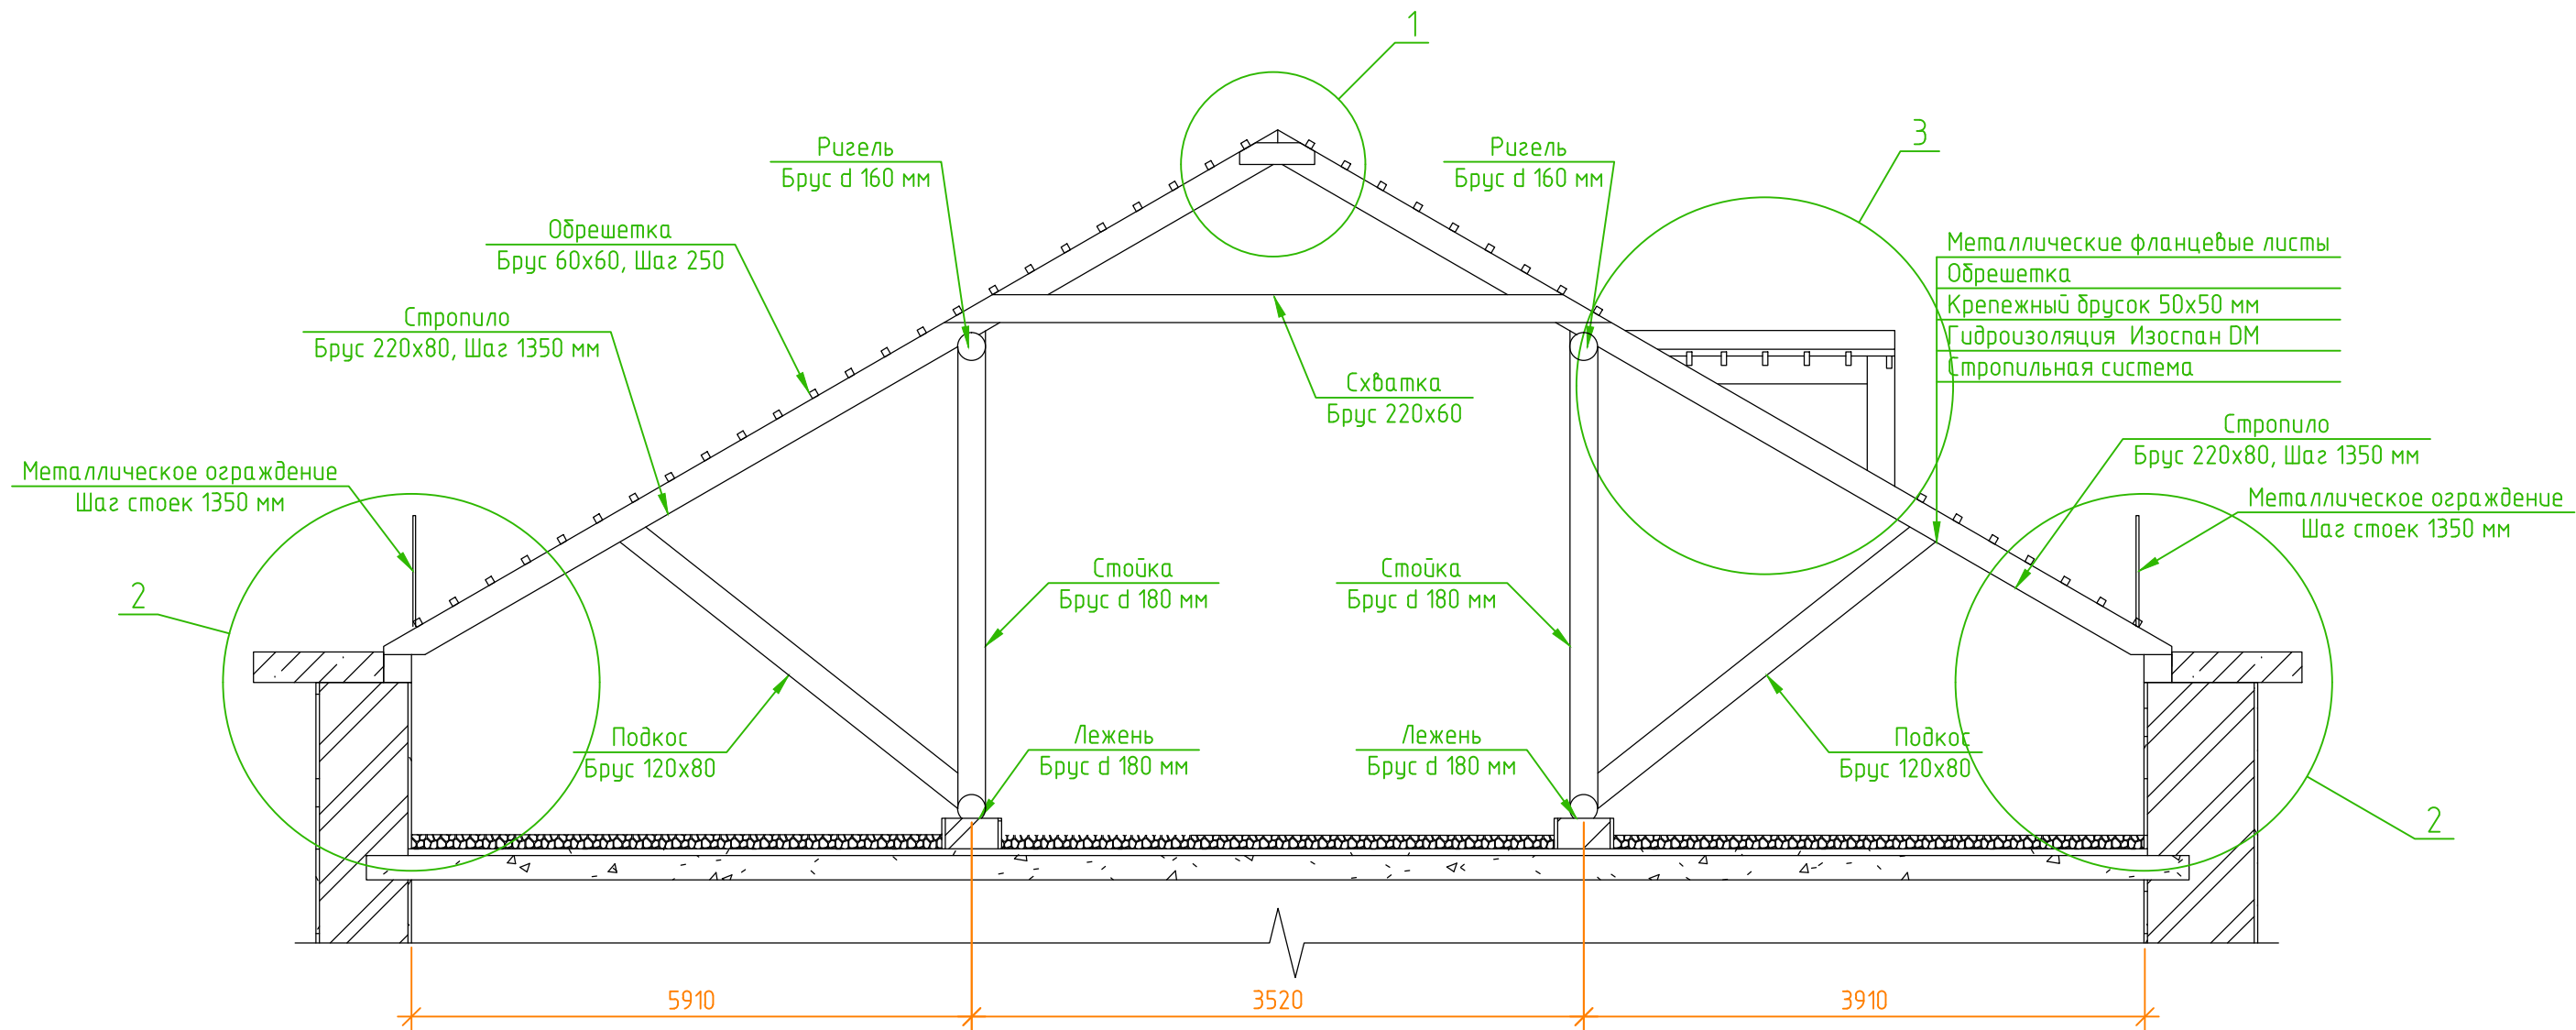 1
3
Ригель
Брус d 160 мм
Ригель
Брус d 160 мм
Обрешетка
Брус 60х60, Шаг 250
Металлические фланцевые листы
Обрешетка
Крепежный брусок 50х50 мм
Гидроизоляция Изоспан DM
Стропильная система
Стропило
Брус 220х80, Шаг 1350 мм
Схватка
Брус 220х60
Стропило
Брус 220х80, Шаг 1350 мм
Металлическое ограждение
Шаг стоек 1350 мм
Металлическое ограждение
Шаг стоек 1350 мм
2
Стойка
Брус d 180 мм
Стойка
Брус d 180 мм
Подкос
Брус 120х80
Лежень
Брус d 180 мм
Лежень
Брус d 180 мм
Подкос
Брус 120х80
2
5910
3520
3910